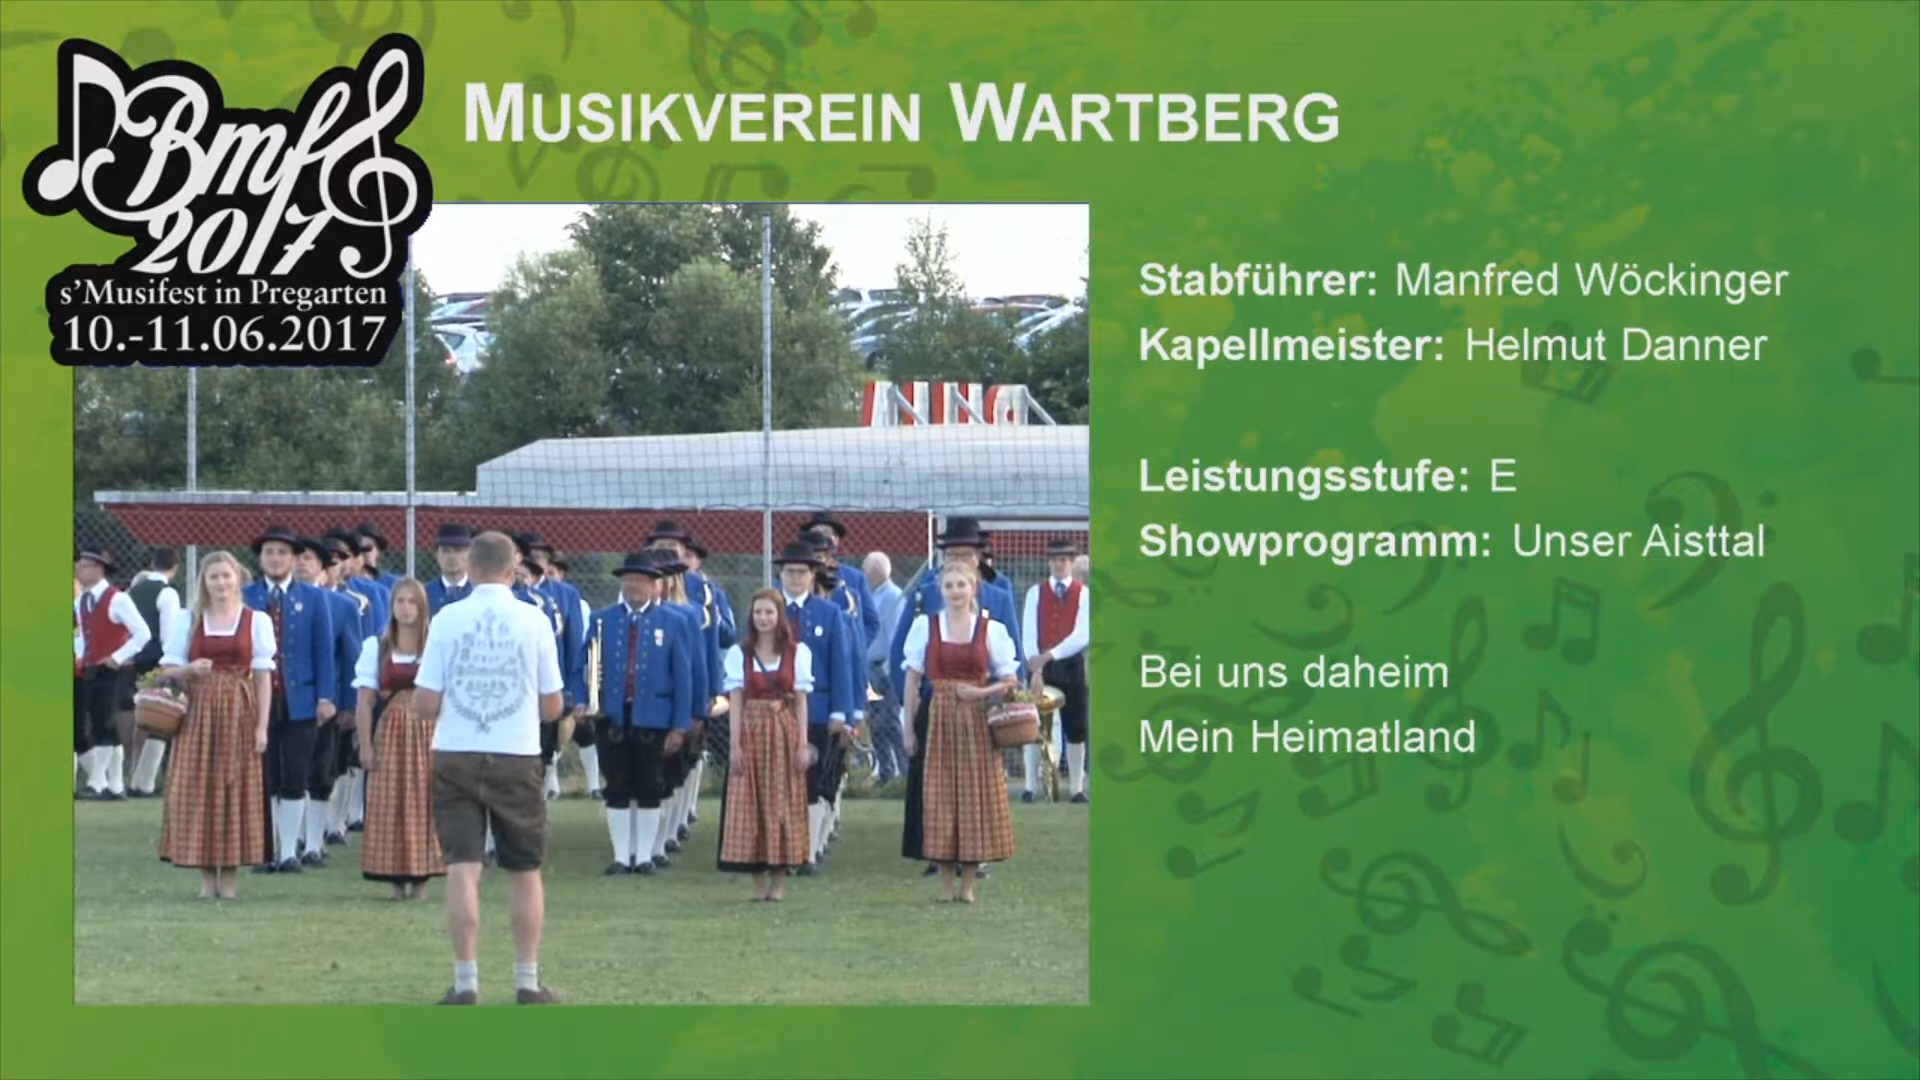 Bmf
2017
s'Musifest in Pregarten
10.-11.06.2017
MUSIKVEREIN WARTBERG
Stabführer: Manfred Wöckinger
Kapellmeister: Helmut Danner
Leistungsstufe: E
Showprogramm: Unser Aisttal
Bei uns daheim
Mein Heimatland